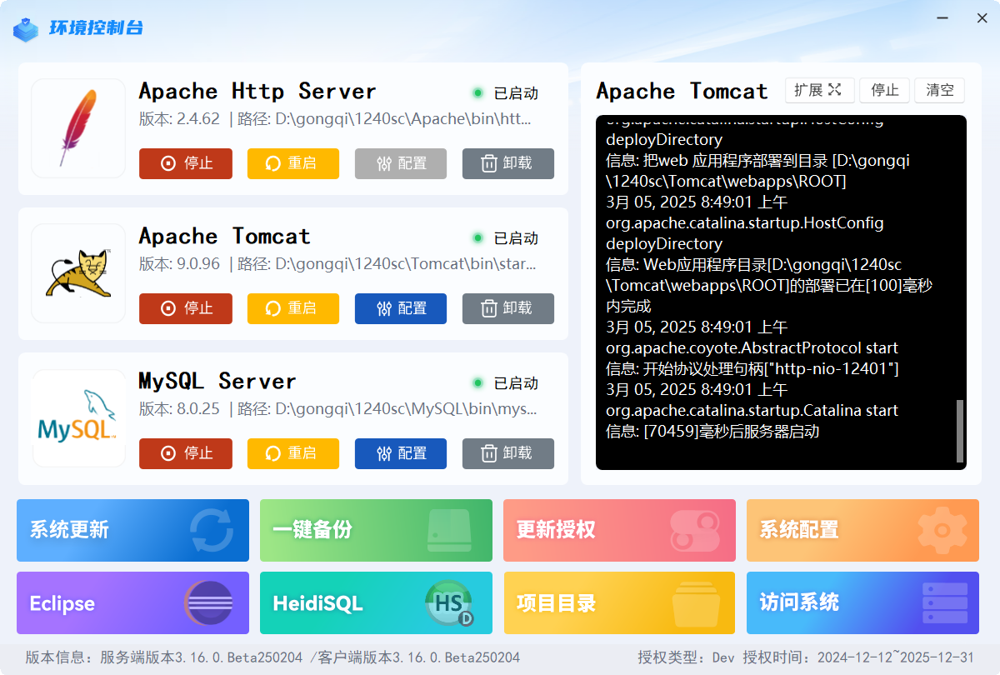 环境控制台
Apache Http Server
已启动
版本: 2.4.62 | 路径: D:\gongqi\1240sc\Apache\bin\htt...
停止
重启
配置
卸载
Apache Tomcat
已启动
版本: 9.0.96 | 路径: D:\gongqi\1240sc\Tomcat\bin\star...
停止
重启
配置
卸载
MySQL
MySQL Server
已启动
版本: 8.0.25 | 路径: D:\gongqi\1240sc\MySQL\bin\mys...
停止
重启
配置
卸载
Apache Tomcat
扩展
停止
清空
org.apache.catalina.startup.HostConfig
deployDirectory
信息: 把web 应用程序部署到目录 [D:\gongqi
\1240sc\Tomcat\webapps\ROOT]
3月 05, 2025 8:49:01 上午
org.apache.catalina.startup.HostConfig
deployDirectory
信息: Web应用程序目录[D:\gongqi\1240sc
\Tomcat\webapps\ROOT]的部署已在[100]毫秒
内完成
3月 05, 2025 8:49:01 上午
org.apache.coyote.AbstractProtocol start
信息: 开始协议处理句柄["http-nio-12401"]
3月 05, 2025 8:49:01 上午
org.apache.catalina.startup.Catalina start
信息: [70459]毫秒后服务器启动
系统更新
一键备份
更新授权
系统配置
Eclipse
HeidiSQL
HS
D
项目目录
访问系统
版本信息: 服务端版本3.16.0.Beta250204 /客户端版本3.16.0.Beta250204
授权类型: Dev 授权时间: 2024-12-12~2025-12-31